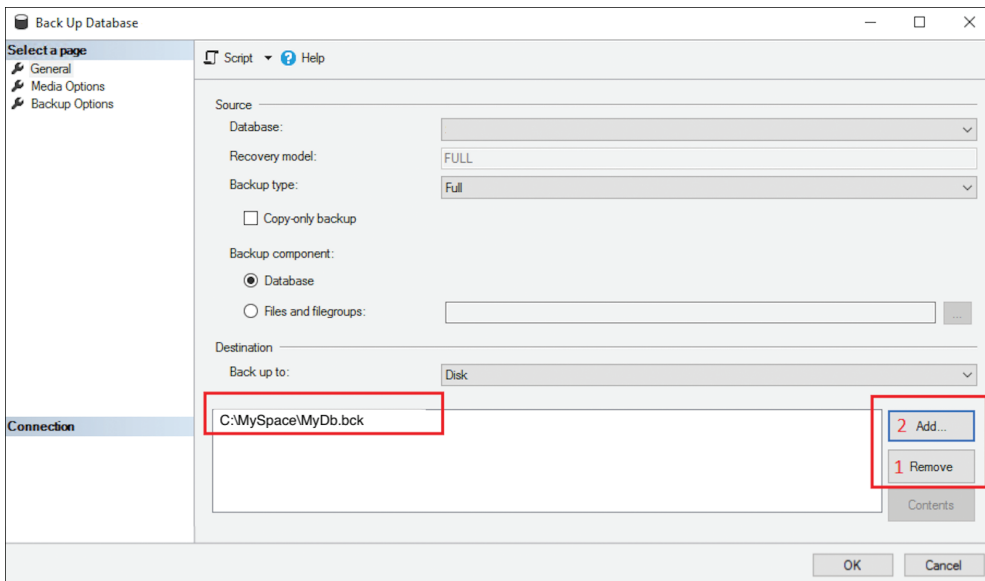 Back Up Database
Select a page
General
Media Options
Backup Options
Script Help
Source
Database:
Recovery model: FULL
Backup type: Full
Copy-only backup
Backup component:
Database
Files and filegroups: ...
Destination
Back up to: Disk
C:\MySpace\MyDb.bck
2 Add...
1 Remove
Contents
Connection
OK Cancel